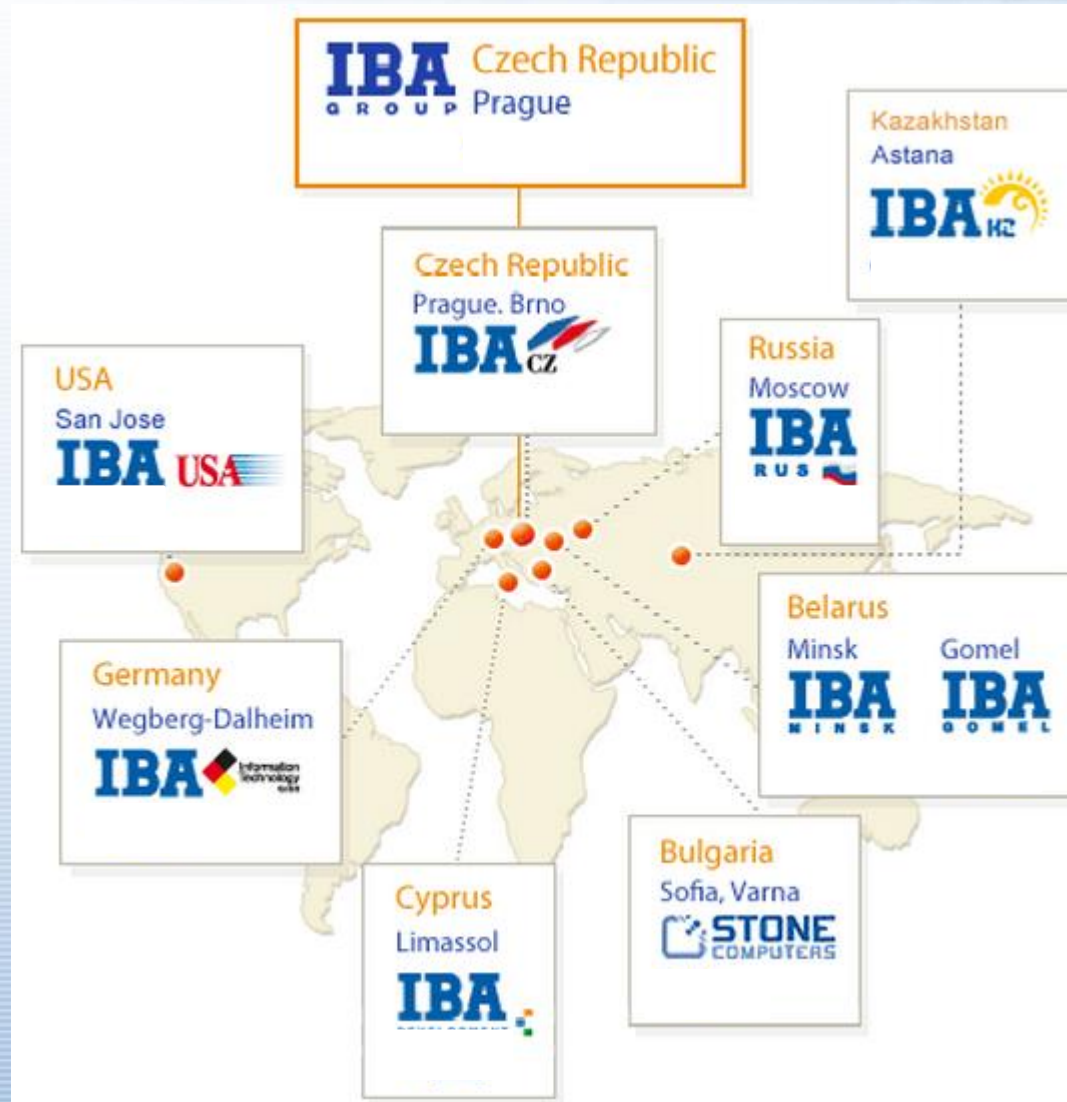 IBA
GROUP
Czech Republic
Prague
Kazakhstan
Astana
IBA KZ
Czech Republic
Prague. Brno
IBA CZ
USA
San Jose
IBA USA
Russia
Moscow
IBA
RUS
Belarus
Minsk
IBA
MINSK
Gomel
IBA
GOMEL
Germany
Wegberg-Dalheim
IBA
Information
Technology
Bulgaria
Sofia, Varna
STONE
COMPUTERS
Cyprus
Limassol
IBA